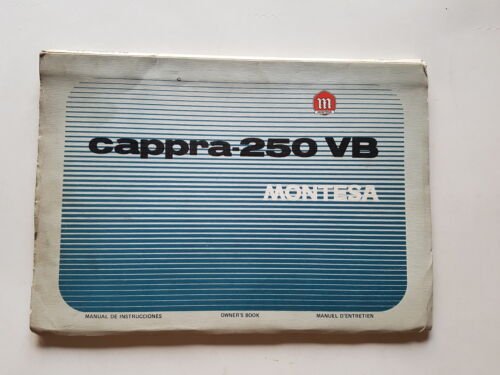 m
cappra-250 VB
MONTESA
MANUAL DE INSTRUCCIONES OWNER'S BOOK MANUEL D'ENTRETIEN